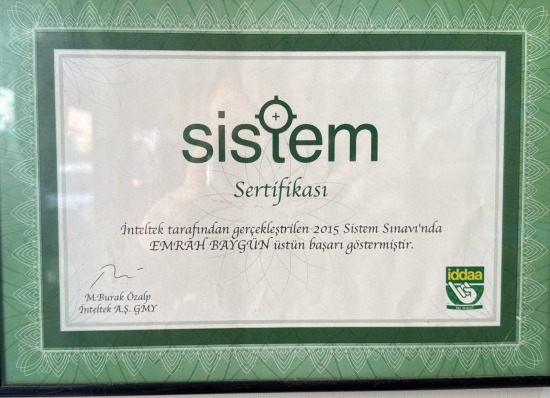 sistem
Sertifikası
İnteltek tarafından gerçekleştirilen 2015 Sistem Sınavı'nda
EMRAH BAYGÜN üstün başarı göstermiştir.
M.Burak Özalp
İnteltek A.Ş. GMY
iddaa